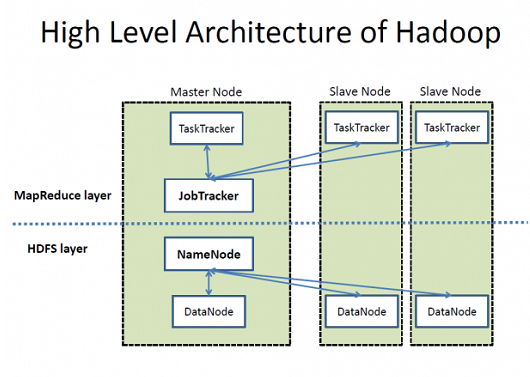 High Level Architecture of Hadoop
Master Node
Slave Node
Slave Node
TaskTracker
TaskTracker
TaskTracker
MapReduce layer
JobTracker
HDFS layer
NameNode
DataNode
DataNode
DataNode